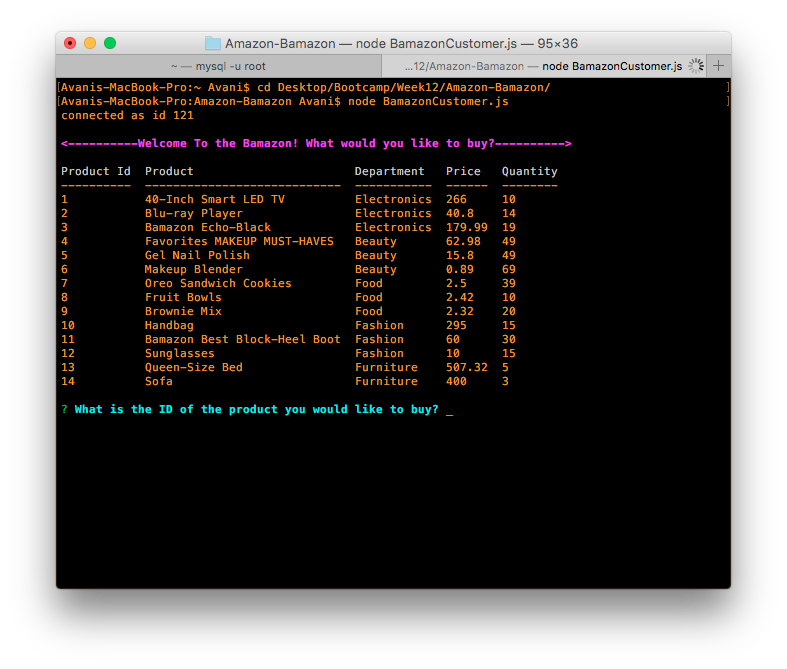 Amazon-Bamazon — node BamazonCustomer.js — 95×36
~ — mysql -u root
...12/Amazon-Bamazon — node BamazonCustomer.js +
[Avanis-MacBook-Pro:~ Avani$ cd Desktop/Bootcamp/Week12/Amazon-Bamazon/ ]
[Avanis-MacBook-Pro:Amazon-Bamazon Avani$ node BamazonCustomer.js ]
connected as id 121
<----------Welcome To the Bamazon! What would you like to buy?---------->
Product Id  Product                       Department   Price   Quantity
----------  ----------------------------  -----------  ------  --------
1           40-Inch Smart LED TV          Electronics  266     10
2           Blu-ray Player                Electronics  40.8    14
3           Bamazon Echo-Black            Electronics  179.99  19
4           Favorites MAKEUP MUST-HAVES   Beauty       62.98   49
5           Gel Nail Polish               Beauty       15.8    49
6           Makeup Blender                Beauty       0.89    69
7           Oreo Sandwich Cookies         Food         2.5     39
8           Fruit Bowls                   Food         2.42    10
9           Brownie Mix                   Food         2.32    20
10          Handbag                       Fashion      295     15
11          Bamazon Best Block-Heel Boot  Fashion      60      30
12          Sunglasses                    Fashion      10      15
13          Queen-Size Bed                Furniture    507.32  5
14          Sofa                          Furniture    400     3
? What is the ID of the product you would like to buy? _